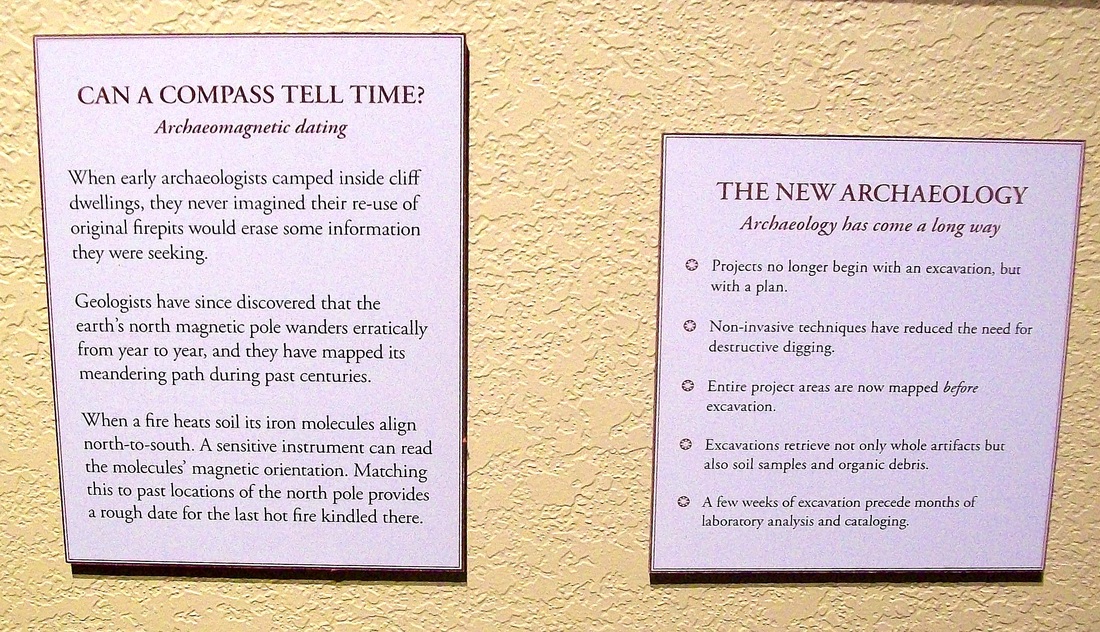 CAN A COMPASS TELL TIME?
Archaeomagnetic dating
When early archaeologists camped inside cliff
dwellings, they never imagined their re-use of
original firepits would erase some information
they were seeking.
Geologists have since discovered that the
earth's north magnetic pole wanders erratically
from year to year, and they have mapped its
meandering path during past centuries.
When a fire heats soil its iron molecules align
north-to-south. A sensitive instrument can read
the molecules' magnetic orientation. Matching
this to past locations of the north pole provides
a rough date for the last hot fire kindled there.
THE NEW ARCHAEOLOGY
Archaeology has come a long way
Projects no longer begin with an excavation, but
with a plan.
Non-invasive techniques have reduced the need for
destructive digging.
Entire project areas are now mapped before
excavation.
Excavations retrieve not only whole artifacts but
also soil samples and organic debris.
A few weeks of excavation precede months of
laboratory analysis and cataloging.